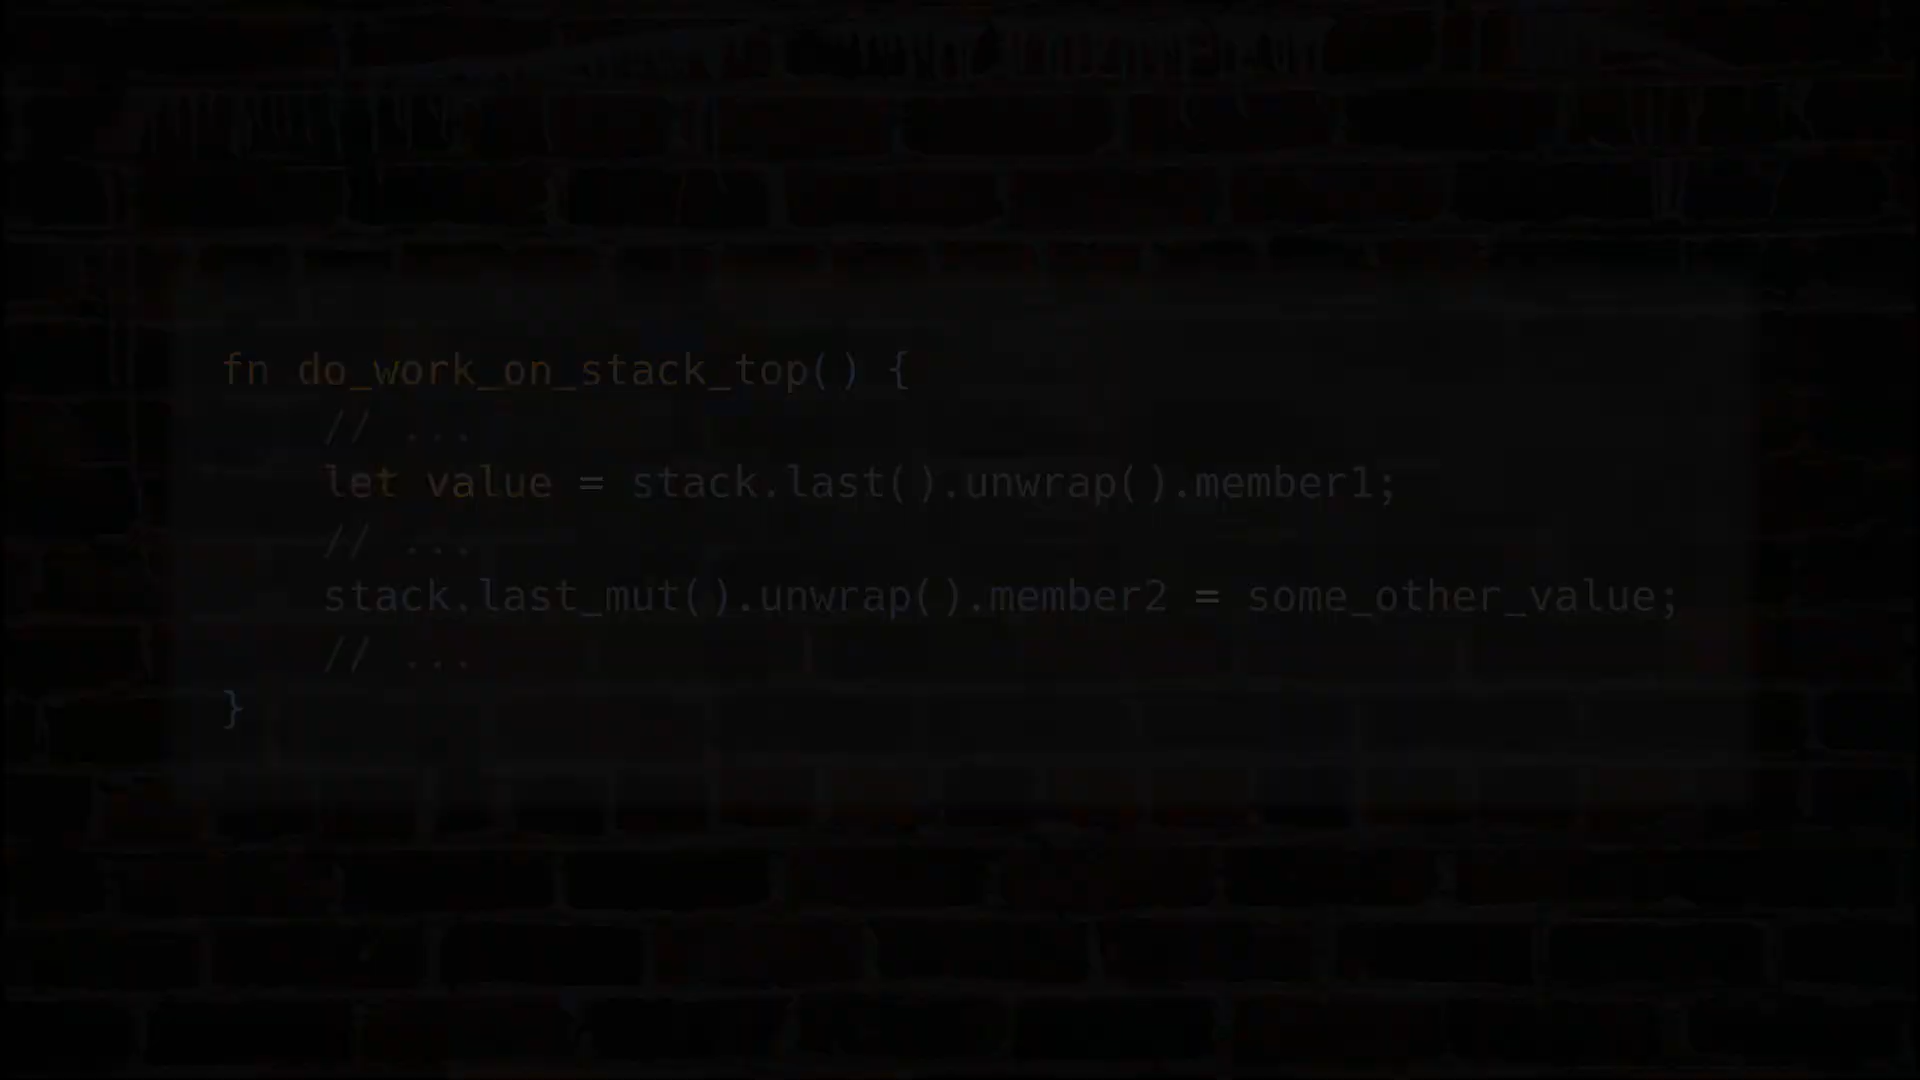 fn do_work_on_stack_top() {
    // ...
    let value = stack.last().unwrap().member1;
    // ...
    stack.last_mut().unwrap().member2 = some_other_value;
    // ...
}